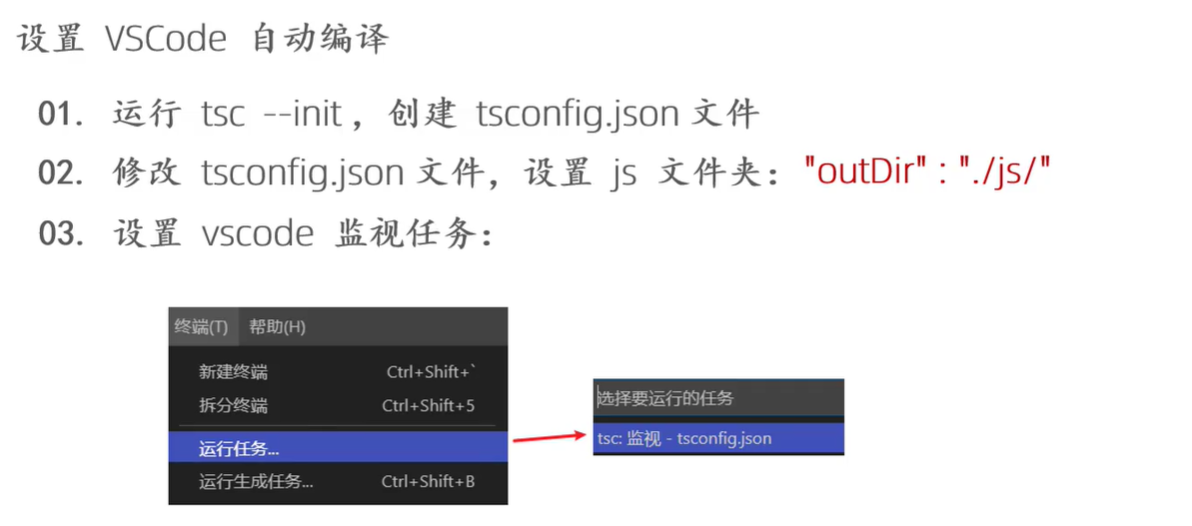 设置 VSCode 自动编译
01. 运行 tsc --init，创建 tsconfig.json 文件
02. 修改 tsconfig.json 文件，设置 js 文件夹："outDir" : "./js/"
03. 设置 vscode 监视任务：
终端(T) 帮助(H)
新建终端 Ctrl+Shift+`
拆分终端 Ctrl+Shift+5
运行任务...
运行生成任务... Ctrl+Shift+B
选择要运行的任务
tsc: 监视 - tsconfig.json